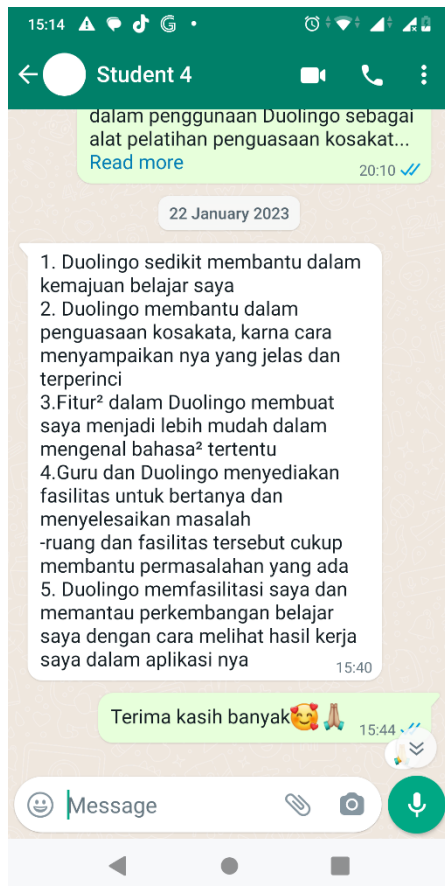 15:14
Student 4
dalam penggunaan Duolingo sebagai
alat pelatihan penguasaan kosakat...
Read more
20:10
22 January 2023
1. Duolingo sedikit membantu dalam
kemajuan belajar saya
2. Duolingo membantu dalam
penguasaan kosakata, karna cara
menyampaikan nya yang jelas dan
terperinci
3.Fitur² dalam Duolingo membuat
saya menjadi lebih mudah dalam
mengenal bahasa² tertentu
4.Guru dan Duolingo menyediakan
fasilitas untuk bertanya dan
menyelesaikan masalah
-ruang dan fasilitas tersebut cukup
membantu permasalahan yang ada
5. Duolingo memfasilitasi saya dan
memantau perkembangan belajar
saya dengan cara melihat hasil kerja
saya dalam aplikasi nya
15:40
Terima kasih banyak🥰🙏🏽
15:44
Message